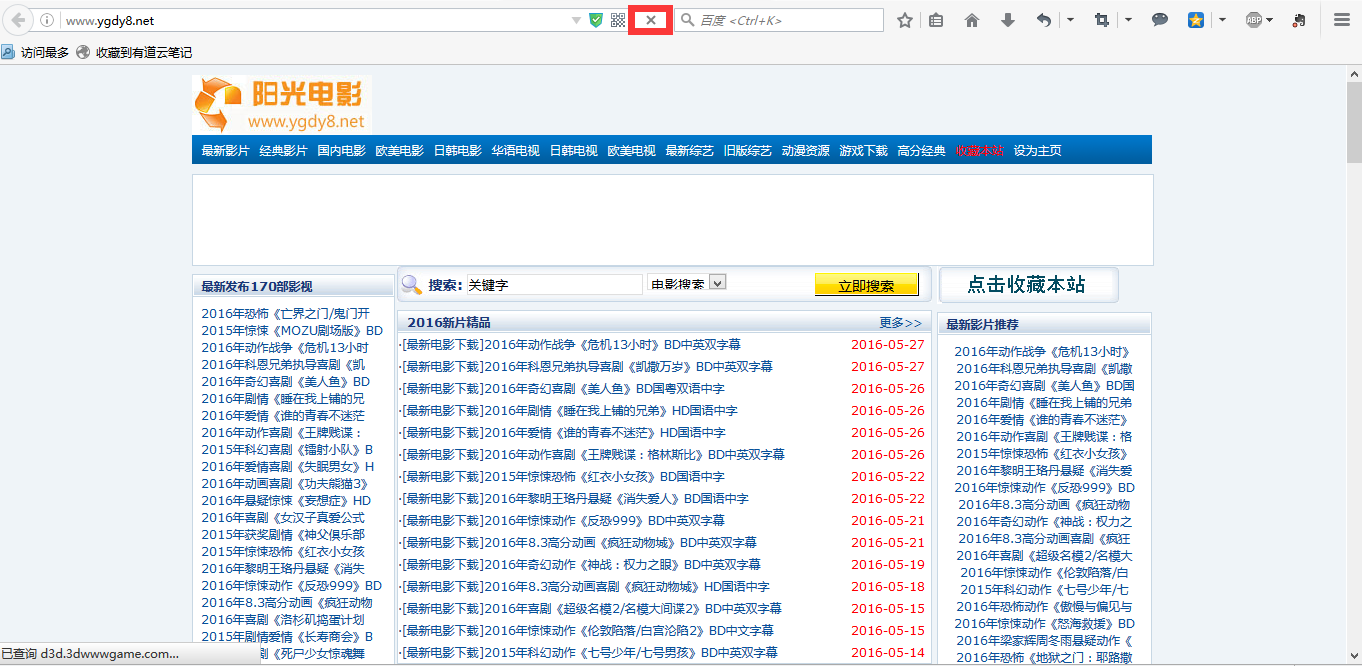 www.ygdy8.net
百度 <Ctrl+K>
ABP
访问最多 收藏到有道云笔记
阳光电影
www.ygdy8.net
最新影片 经典影片 国内电影 欧美电影 日韩电影 华语电视 日韩电视 欧美电视 最新综艺 旧版综艺 动漫资源 游戏下载 高分经典 收藏本站 设为主页
最新发布170部影视
2016年恐怖《亡界之门/鬼门开
2015年惊悚《MOZU剧场版》BD
2016年动作战争《危机13小时
2016年科恩兄弟执导喜剧《凯
2016年奇幻喜剧《美人鱼》BD
2016年剧情《睡在我上铺的兄
2016年爱情《谁的青春不迷茫
2016年动作喜剧《王牌贱谍：
2015年科幻喜剧《镭射小队》B
2016年爱情喜剧《失眠男女》H
2016年动画喜剧《功夫熊猫3》
2016年悬疑惊悚《妄想症》HD
2016年喜剧《女汉子真爱公式
2015年获奖剧情《神父俱乐部
2015年惊悚恐怖《红衣小女孩
2016年黎明王珞丹悬疑《消失
2016年惊悚动作《反恐999》BD
2016年8.3高分动画《疯狂动物
2016年喜剧《洛杉矶捣蛋计划
2015年剧情爱情《长寿商会》B
剧《死尸少女惊魂舞
已查询 d3d.3dwwwgame.com...
搜索: 关键字 电影搜索 立即搜索
2016新片精品 更多>>
·[最新电影下载]2016年动作战争《危机13小时》BD中英双字幕 2016-05-27
·[最新电影下载]2016年科恩兄弟执导喜剧《凯撒万岁》BD中英双字幕 2016-05-27
·[最新电影下载]2016年奇幻喜剧《美人鱼》BD国粤双语中字 2016-05-26
·[最新电影下载]2016年剧情《睡在我上铺的兄弟》HD国语中字 2016-05-26
·[最新电影下载]2016年爱情《谁的青春不迷茫》HD国语中字 2016-05-26
·[最新电影下载]2016年动作喜剧《王牌贱谍：格林斯比》BD中英双字幕 2016-05-26
·[最新电影下载]2015年惊悚恐怖《红衣小女孩》BD国语中字 2016-05-22
·[最新电影下载]2016年黎明王珞丹悬疑《消失爱人》BD国语中字 2016-05-22
·[最新电影下载]2016年惊悚动作《反恐999》BD中英双字幕 2016-05-21
·[最新电影下载]2016年8.3高分动画《疯狂动物城》BD中英双字幕 2016-05-21
·[最新电影下载]2016年奇幻动作《神战：权力之眼》BD中英双字幕 2016-05-19
·[最新电影下载]2016年8.3高分动画喜剧《疯狂动物城》HD国语中字 2016-05-18
·[最新电影下载]2016年喜剧《超级名模2/名模大间谍2》BD中英双字幕 2016-05-15
·[最新电影下载]2016年惊悚动作《伦敦陷落/白宫沦陷2》BD中文字幕 2016-05-15
·[最新电影下载]2015年科幻动作《七号少年/七号男孩》BD中英双字幕 2016-05-14
点击收藏本站
最新影片推荐
2016年动作战争《危机13小时》
2016年科恩兄弟执导喜剧《凯撒
2016年奇幻喜剧《美人鱼》BD国
2016年剧情《睡在我上铺的兄弟
2016年爱情《谁的青春不迷茫》
2016年动作喜剧《王牌贱谍：格
2015年惊悚恐怖《红衣小女孩》
2016年黎明王珞丹悬疑《消失爱
2016年惊悚动作《反恐999》BD
2016年8.3高分动画《疯狂动物
2016年奇幻动作《神战：权力之
2016年8.3高分动画喜剧《疯狂
2016年喜剧《超级名模2/名模大
2016年惊悚动作《伦敦陷落/白
2015年科幻动作《七号少年/七
2016年恐怖动作《傲慢与偏见与
2016年惊悚动作《怒海救援》BD
2016年梁家辉周冬雨悬疑动作《
2016年恐怖《地狱之门：耶路撒